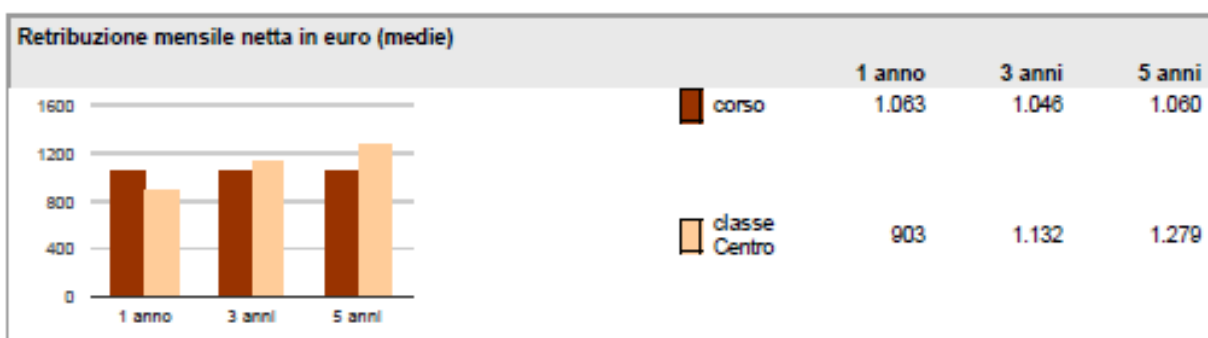 Retribuzione mensile netta in euro (medie)
1 anno 3 anni 5 anni
corso 1.063 1.046 1.060
classe
Centro 903 1.132 1.279
1600
1200
800
400
0
1 anno 3 anni 5 anni